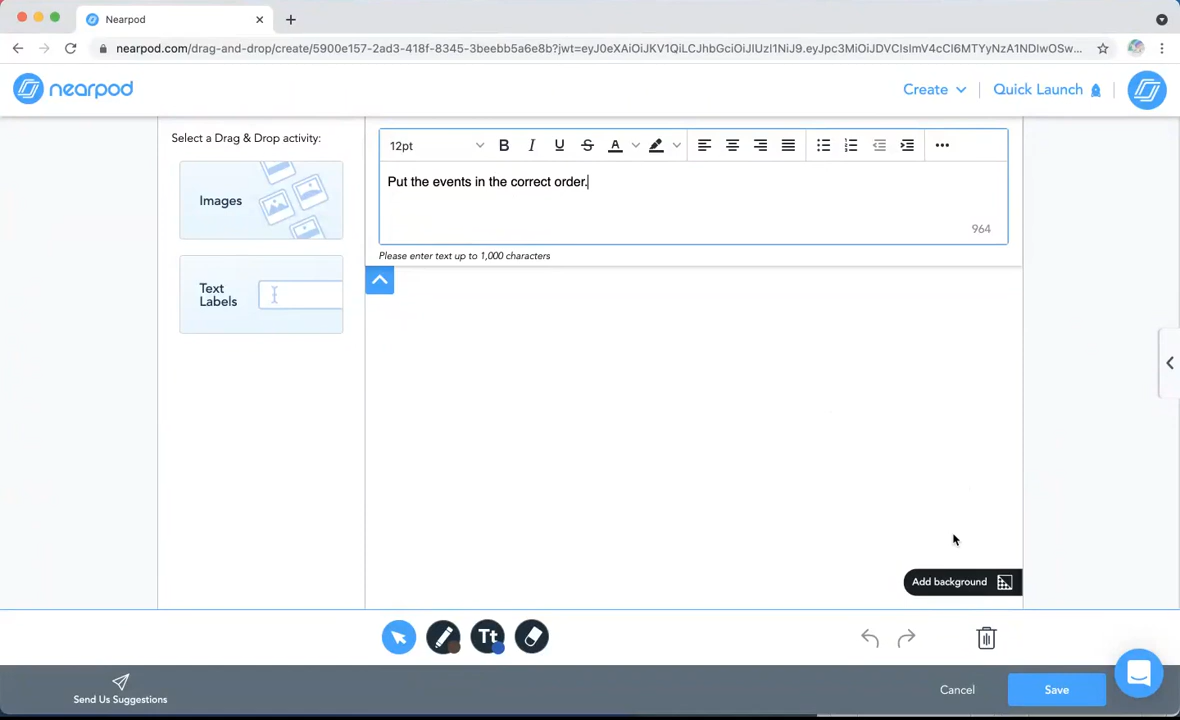 Nearpod
nearpod.com/drag-and-drop/create/5900e157-2ad3-418f-8345-3beebb5a6e8b?jwt=eyJ0eXAiOiJKV1QiLCJhbGciOiJIUzI1NiJ9.eyJpc3MiOiJDVCIsImV4cCI6MTYyNzA1NDIwOSw...
nearpod
Create
Quick Launch
Select a Drag & Drop activity:
Images
Text
Labels
12pt
B I U S A
Put the events in the correct order.
964
Please enter text up to 1,000 characters
Add background
Tt
Send Us Suggestions
Cancel
Save